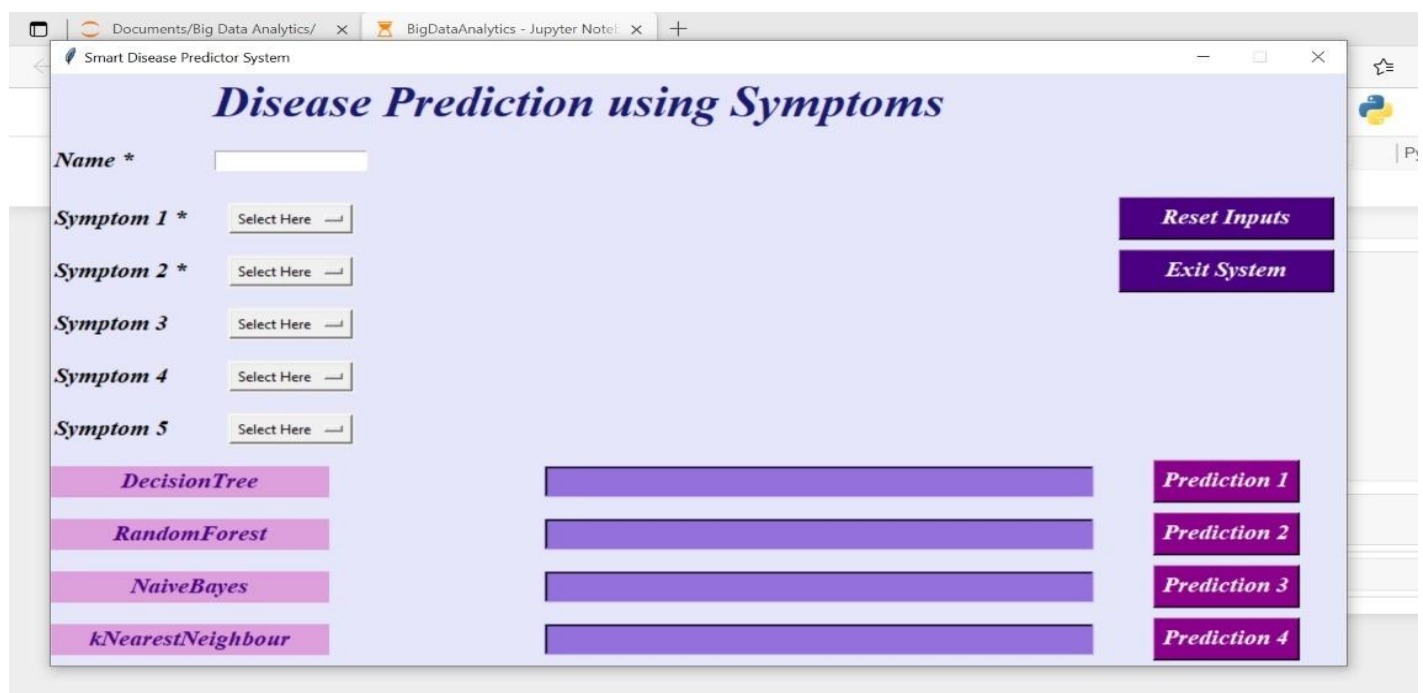 Documents/Big Data Analytics/
BigDataAnalytics - Jupyter Note
Smart Disease Predictor System
Disease Prediction using Symptoms
Name *
Symptom 1 * Select Here
Reset Inputs
Symptom 2 * Select Here
Exit System
Symptom 3 Select Here
Symptom 4 Select Here
Symptom 5 Select Here
DecisionTree
Prediction 1
RandomForest
Prediction 2
NaiveBayes
Prediction 3
kNearestNeighbour
Prediction 4